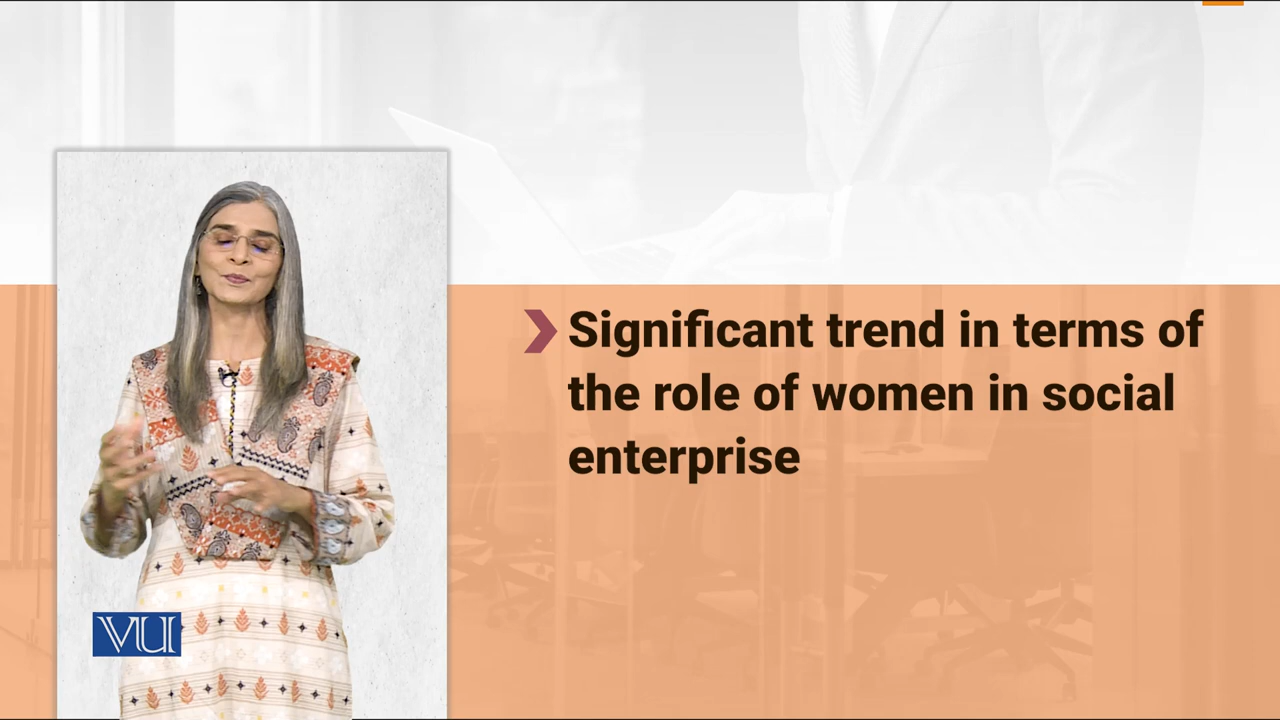 Significant trend in terms of
the role of women in social
enterprise
VU